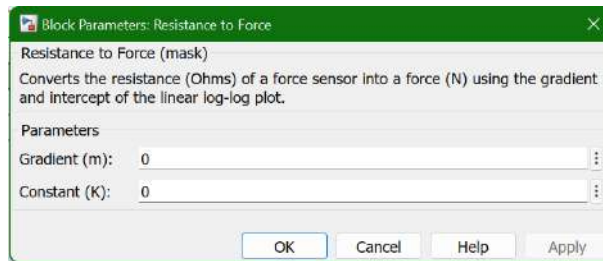 Block Parameters: Resistance to Force
Resistance to Force (mask)
Converts the resistance (Ohms) of a force sensor into a force (N) using the gradient
and intercept of the linear log-log plot.
Parameters
Gradient (m): 0
Constant (K): 0
OK Cancel Help Apply